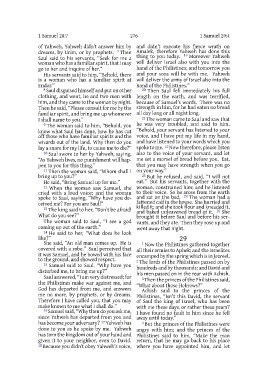 1 Samuel 28:7
276
1 Samuel 29:4
of Yahweh. Yahweh didn't answer him by
dreams, by Urim, or by prophets. 7 Then
Saul said to his servants, "Seek for me a
woman who has a familiar spirit, that I may
go to her and inquire of her."
His servants said to him, "Behold, there
is a woman who has a familiar spirit at
Endor."
8 Saul disguised himself and put on other
clothing, and went, he and two men with
him, and they came to the woman by night.
Then he said, "Please consult for me by the
familiar spirit, and bring me up whomever
I shall name to you."
9 The woman said to him, "Behold, you
know what Saul has done, how he has cut
off those who have familiar spirits and the
wizards out of the land. Why then do you
lay a snare for my life, to cause me to die?"
10 Saul swore to her by Yahweh, saying,
"As Yahweh lives, no punishment will hap-
pen to you for this thing."
11 Then the woman said, "Whom shall I
bring up to you?"
He said, "Bring Samuel up for me."
12 When the woman saw Samuel, she
cried with a loud voice; and the woman
spoke to Saul, saying, "Why have you de-
ceived me? For you are Saul!"
13 The king said to her, "Don't be afraid!
What do you see?"
The woman said to Saul, "I see a god
coming up out of the earth."
14 He said to her, "What does he look
like?"
She said, "An old man comes up. He is
covered with a robe." Saul perceived that
it was Samuel, and he bowed with his face
to the ground, and showed respect.
15 Samuel said to Saul, "Why have you
disturbed me, to bring me up?"
Saul answered, "I am very distressed; for
the Philistines make war against me, and
God has departed from me, and answers
me no more, by prophets, or by dreams.
Therefore I have called you, that you may
make known to me what I shall do."
16 Samuel said, "Why then do you ask me,
since Yahweh has departed from you and
has become your adversary? 17 Yahweh has
done to you as he spoke by me. Yahweh
has torn the kingdom out of your hand and
given it to your neighbor, even to David.
18 Because you didn't obey Yahweh's voice,
and didn't execute his fierce wrath on
Amalek, therefore Yahweh has done this
thing to you today. 19 Moreover Yahweh
will deliver Israel also with you into the
hand of the Philistines; and tomorrow you
and your sons will be with me. Yahweh
will deliver the army of Israel also into the
hand of the Philistines."
20 Then Saul fell immediately his full
length on the earth, and was terrified,
because of Samuel's words. There was no
strength in him, for he had eaten no bread
all day long or all night long.
21 The woman came to Saul and saw that
he was very troubled, and said to him,
"Behold, your servant has listened to your
voice, and I have put my life in my hand,
and have listened to your words which you
spoke to me. 22 Now therefore, please listen
also to the voice of your servant, and let
me set a morsel of bread before you. Eat,
that you may have strength when you go
on your way."
23 But he refused, and said, "I will not
eat." But his servants, together with the
woman, constrained him; and he listened
to their voice. So he arose from the earth
and sat on the bed. 24 The woman had a
fattened calf in the house. She hurried and
killed it; and she took flour and kneaded it,
and baked unleavened bread of it. 25 She
brought it before Saul and before his ser-
vants, and they ate. Then they rose up and
went away that night.
29
1 Now the Philistines gathered together
all their armies to Aphek; and the Israelites
encamped by the spring which is in Jezreel.
2 The lords of the Philistines passed on by
hundreds and by thousands; and David and
his men passed on in the rear with Achish.
3 Then the princes of the Philistines said,
"What about these Hebrews?"
Achish said to the princes of the
Philistines, "Isn't this David, the servant
of Saul the king of Israel, who has been
with me these days, or rather these years?
I have found no fault in him since he fell
away until today."
4 But the princes of the Philistines were
angry with him; and the princes of the
Philistines said to him, "Make the man
return, that he may go back to his place
where you have appointed him, and let